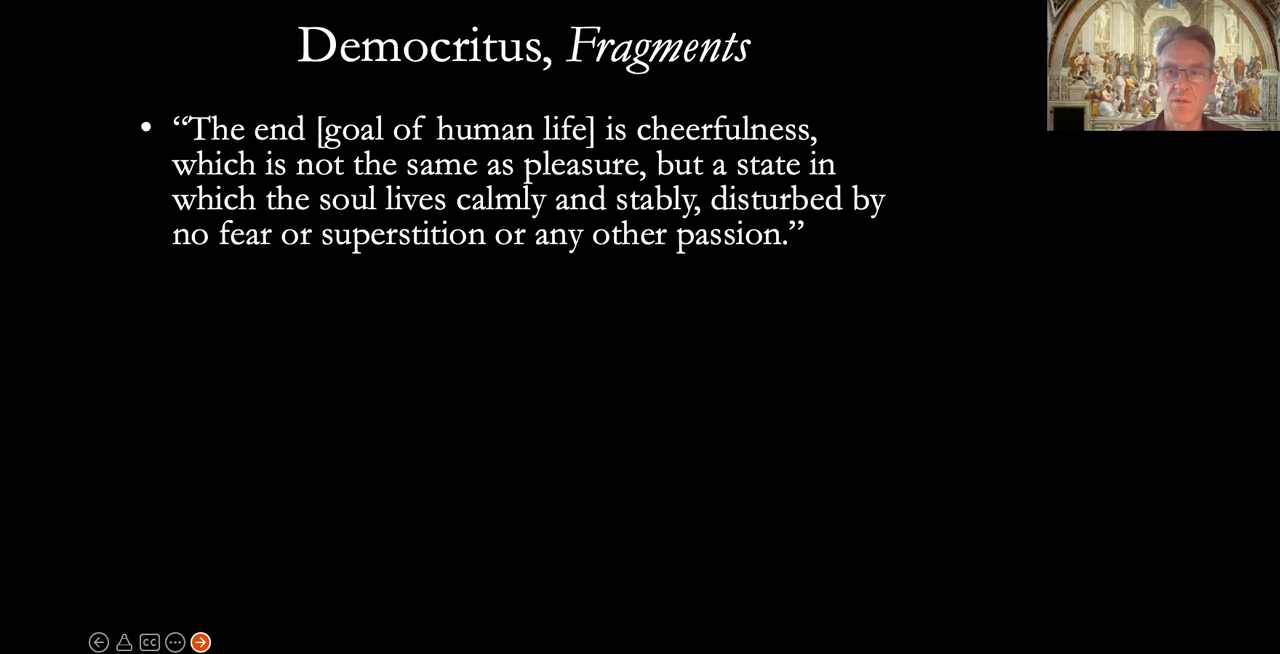 Democritus, Fragments
• “The end [goal of human life] is cheerfulness,
which is not the same as pleasure, but a state in
which the soul lives calmly and stably, disturbed by
no fear or superstition or any other passion.”
CC